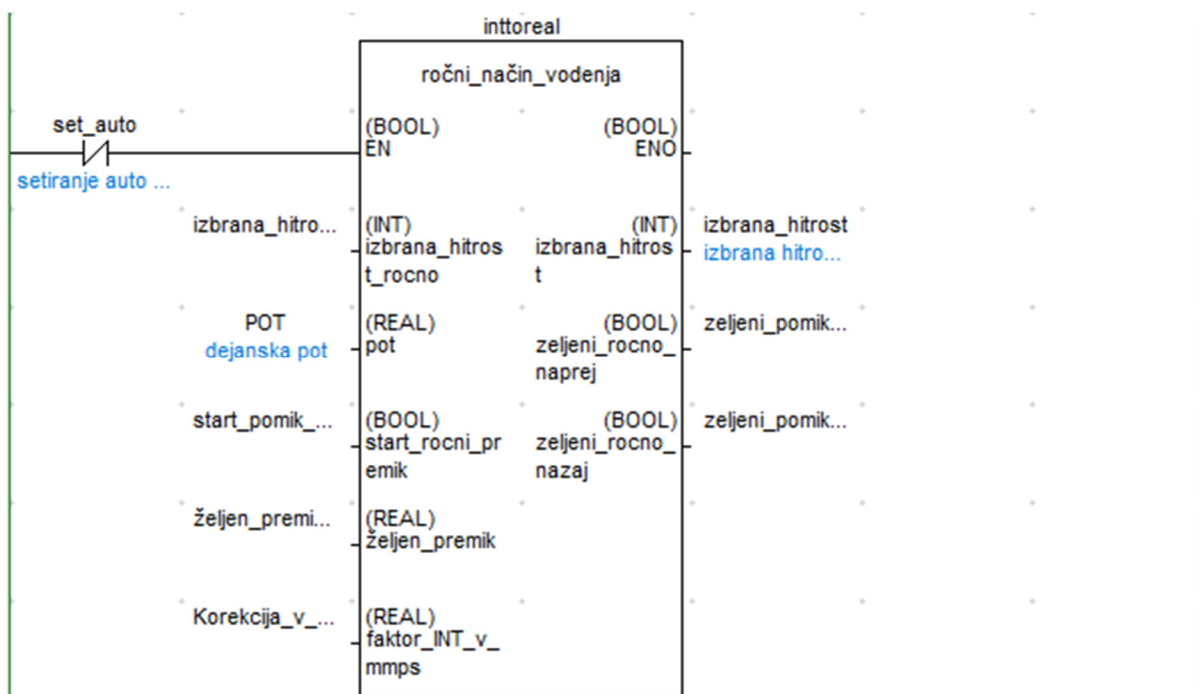 inttoreal
ročni_način_vodenja
set_auto
(BOOL) (BOOL)
EN ENO
setiranje auto ...
izbrana_hitro... (INT) (INT) izbrana_hitrost
izbrana_hitros izbrana_hitros izbrana hitro...
t_rocno t
POT (REAL) (BOOL) zeljeni_pomik...
dejanska pot pot zeljeni_rocno_
naprej
start_pomik_... (BOOL) (BOOL) zeljeni_pomik...
start_rocni_pr zeljeni_rocno_
emik nazaj
željen_premi... (REAL)
željen_premik
Korekcija_v_... (REAL)
faktor_INT_v_
mmps